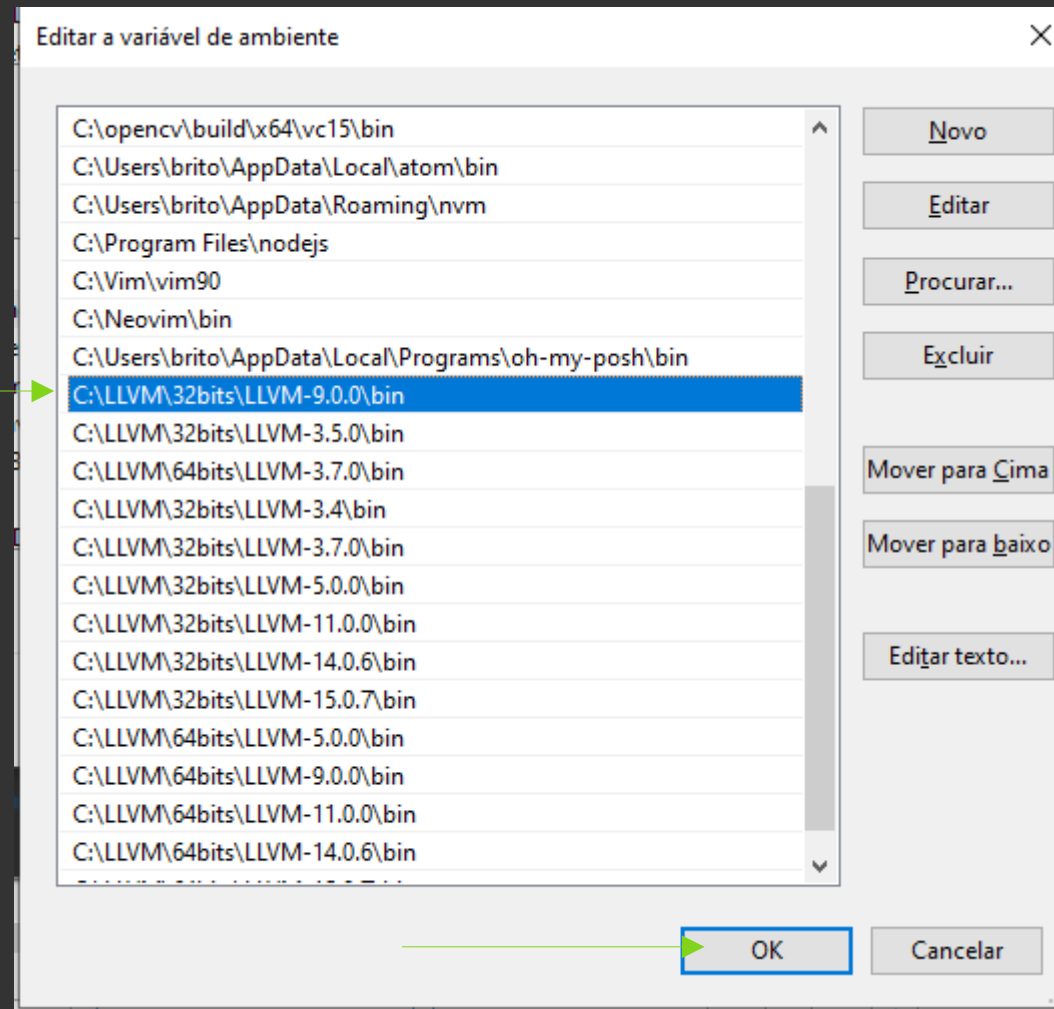 Editar a variável de ambiente
C:\opencv\build\x64\vc15\bin
C:\Users\brito\AppData\Local\atom\bin
C:\Users\brito\AppData\Roaming\nvm
C:\Program Files\nodejs
C:\Vim\vim90
C:\Neovim\bin
C:\Users\brito\AppData\Local\Programs\oh-my-posh\bin
C:\LLVM\32bits\LLVM-9.0.0\bin
C:\LLVM\32bits\LLVM-3.5.0\bin
C:\LLVM\64bits\LLVM-3.7.0\bin
C:\LLVM\32bits\LLVM-3.4\bin
C:\LLVM\32bits\LLVM-3.7.0\bin
C:\LLVM\32bits\LLVM-5.0.0\bin
C:\LLVM\32bits\LLVM-11.0.0\bin
C:\LLVM\32bits\LLVM-14.0.6\bin
C:\LLVM\32bits\LLVM-15.0.7\bin
C:\LLVM\64bits\LLVM-5.0.0\bin
C:\LLVM\64bits\LLVM-9.0.0\bin
C:\LLVM\64bits\LLVM-11.0.0\bin
C:\LLVM\64bits\LLVM-14.0.6\bin
Novo
Editar
Procurar...
Excluir
Mover para Cima
Mover para baixo
Editar texto...
OK
Cancelar